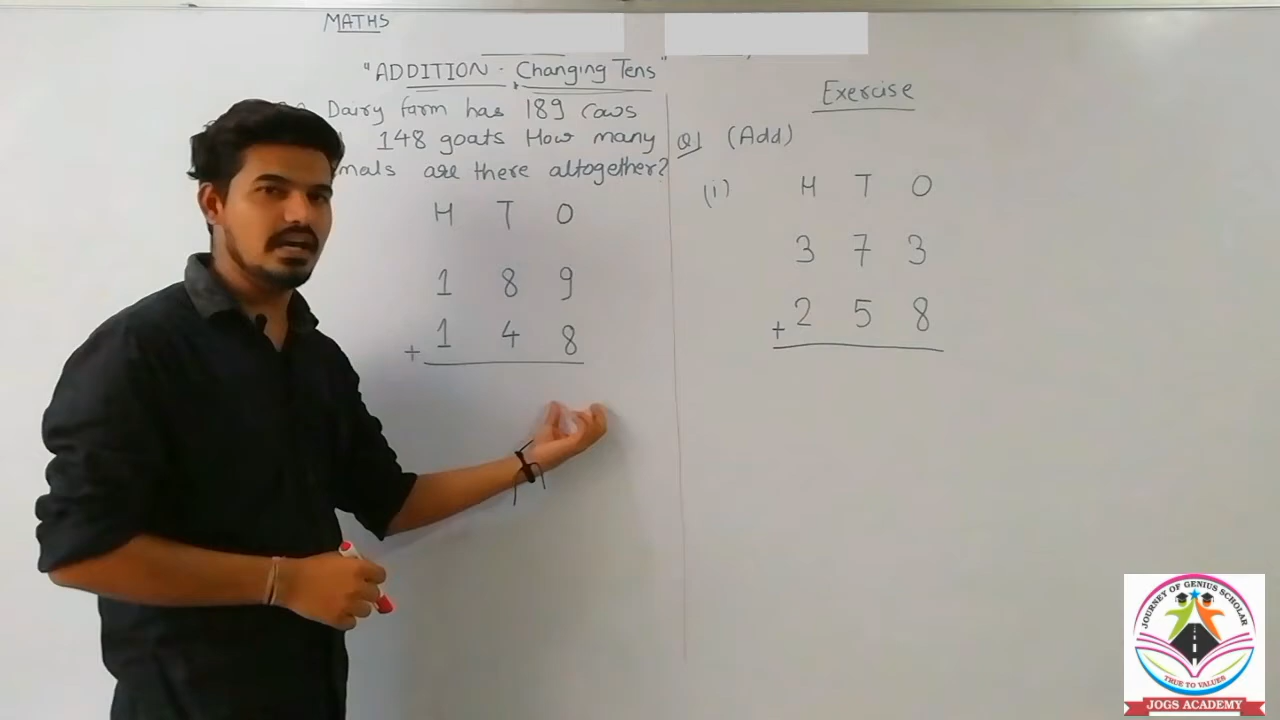 MATHS
"ADDITION - Changing Tens"
Dairy farm has 189 cows
148 goats How many
mals are there altogether?
H T O
1 8 9
+ 1 4 8
Exercise
Q1 (Add)
(i) H T O
3 7 3
+ 2 5 8
JOURNEY OF GENIUS SCHOLAR
TRUE TO VALUES
JOGS ACADEMY